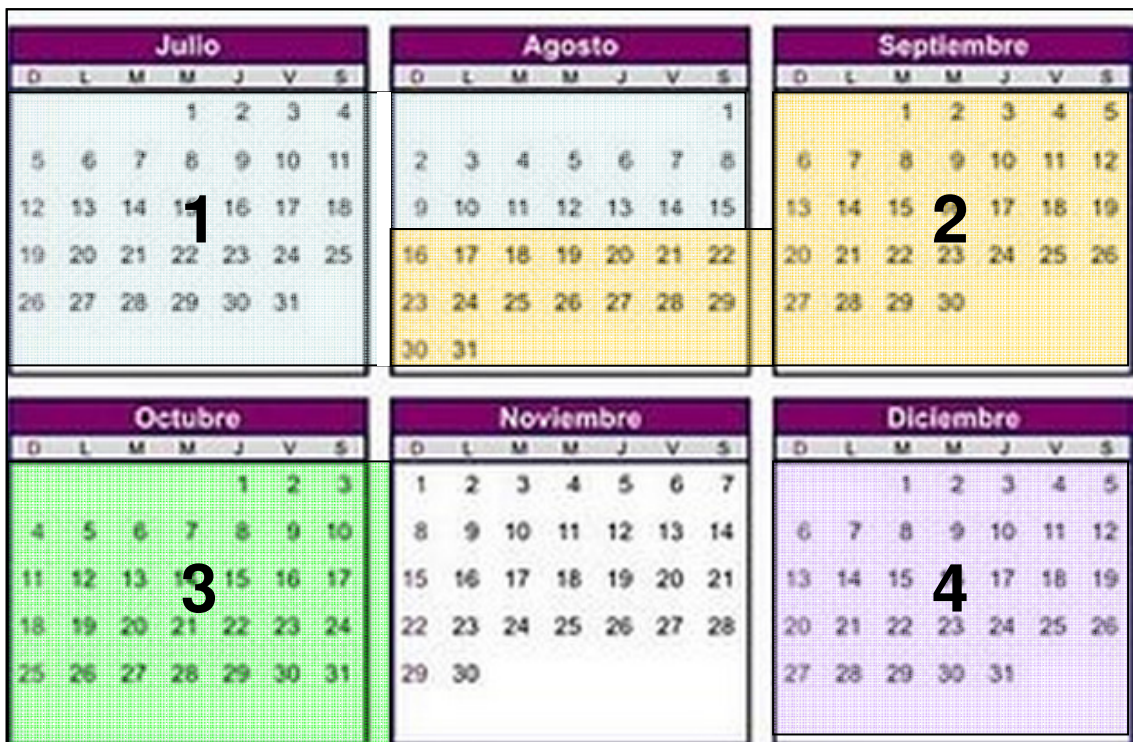 Julio
D L M M J V S
1 2 3 4
5 6 7 8 9 10 11
12 13 14 15 16 17 18
19 20 21 22 23 24 25
26 27 28 29 30 31
1
Agosto
D L M M J V S
1
2 3 4 5 6 7 8
9 10 11 12 13 14 15
16 17 18 19 20 21 22
23 24 25 26 27 28 29
30 31
Septiembre
D L M M J V S
1 2 3 4 5
6 7 8 9 10 11 12
13 14 15 17 18 19
20 21 22 23 24 25 26
27 28 29 30
2
Octubre
D L M M J V S
1 2 3
4 5 6 7 8 9 10
11 12 13 14 15 16 17
18 19 20 21 22 23 24
25 26 27 28 29 30 31
3
Noviembre
D L M M J V S
1 2 3 4 5 6 7
8 9 10 11 12 13 14
15 16 17 18 19 20 21
22 23 24 25 26 27 28
29 30
Diciembre
D L M M J V S
1 2 3 4 5
6 7 8 9 10 11 12
13 14 15 17 18 19
20 21 22 23 24 25 26
27 28 29 30 31
4